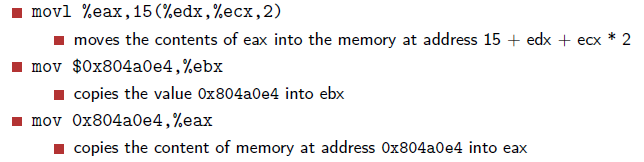 movl %eax,15(%edx,%ecx,2)
moves the contents of eax into the memory at address 15 + edx + ecx * 2
mov $0x804a0e4,%ebx
copies the value 0x804a0e4 into ebx
mov 0x804a0e4,%eax
copies the content of memory at address 0x804a0e4 into eax